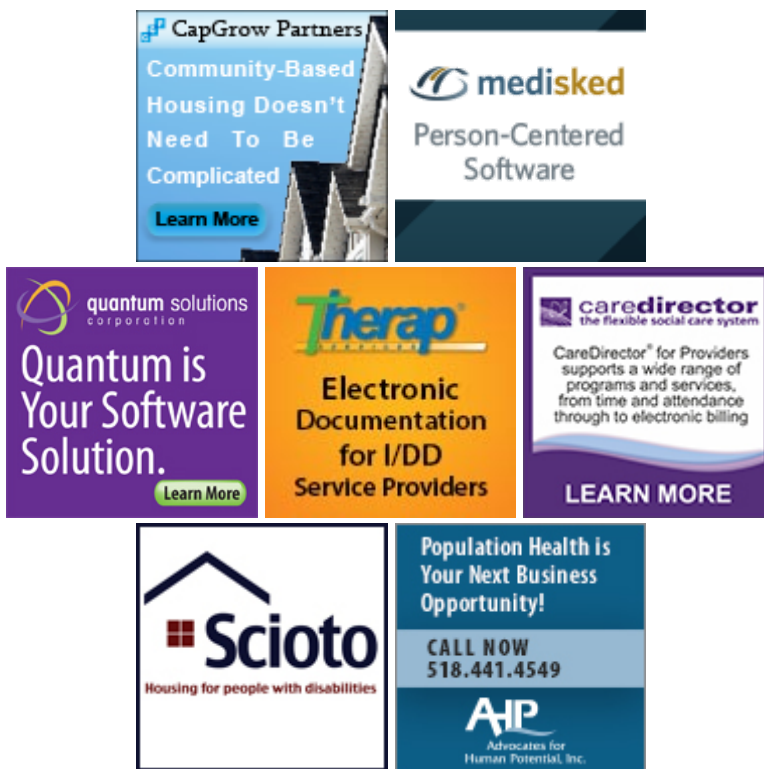 CapGrow Partners
Community-Based
Housing Doesn't
Need To Be
Complicated
Learn More
medisked
Person-Centered
Software
quantum solutions
corporation
Quantum is
Your Software
Solution.
Learn More
Therap®
SERVICES
Electronic
Documentation
for I/DD
Service Providers
caredirector
the flexible social care system
CareDirector® for Providers
supports a wide range of
programs and services,
from time and attendance
through to electronic billing
LEARN MORE
Scioto
Housing for people with disabilities
Population Health is
Your Next Business
Opportunity!
CALL NOW
518.441.4549
AHP
Advocates for
Human Potential, Inc.